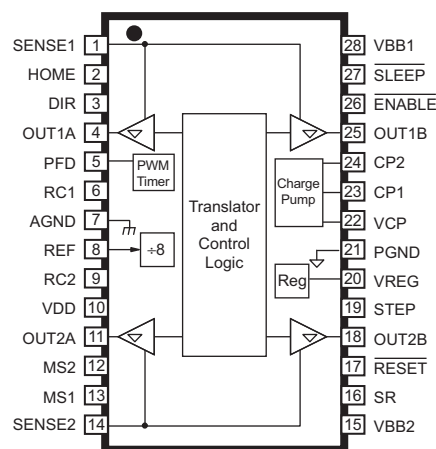 SENSE1 1
HOME 2
DIR 3
OUT1A 4
PFD 5
RC1 6
AGND 7
REF 8
RC2 9
VDD 10
OUT2A 11
MS2 12
MS1 13
SENSE2 14
PWM
Timer
÷8
Translator
and
Control
Logic
Charge
Pump
Reg
28 VBB1
27 SLEEP
26 ENABLE
25 OUT1B
24 CP2
23 CP1
22 VCP
21 PGND
20 VREG
19 STEP
18 OUT2B
17 RESET
16 SR
15 VBB2